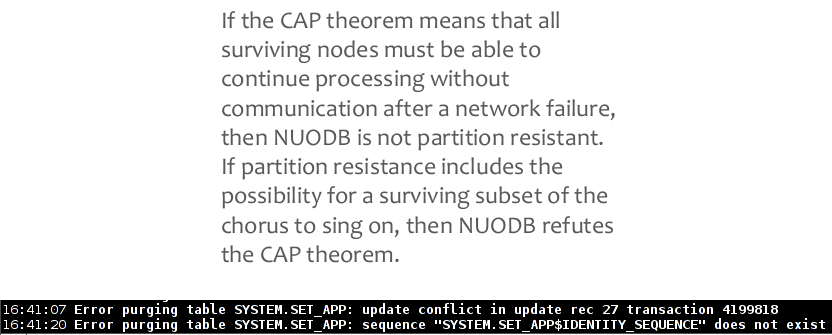 If the CAP theorem means that all
surviving nodes must be able to
continue processing without
communication after a network failure,
then NUODB is not partition resistant.
If partition resistance includes the
possibility for a surviving subset of the
chorus to sing on, then NUODB refutes
the CAP theorem.
16:41:07 Error purging table SYSTEM.SET_APP: update conflict in update rec 27 transaction 4199818
16:41:20 Error purging table SYSTEM.SET_APP: sequence "SYSTEM.SET_APP$IDENTITY_SEQUENCE" does not exist